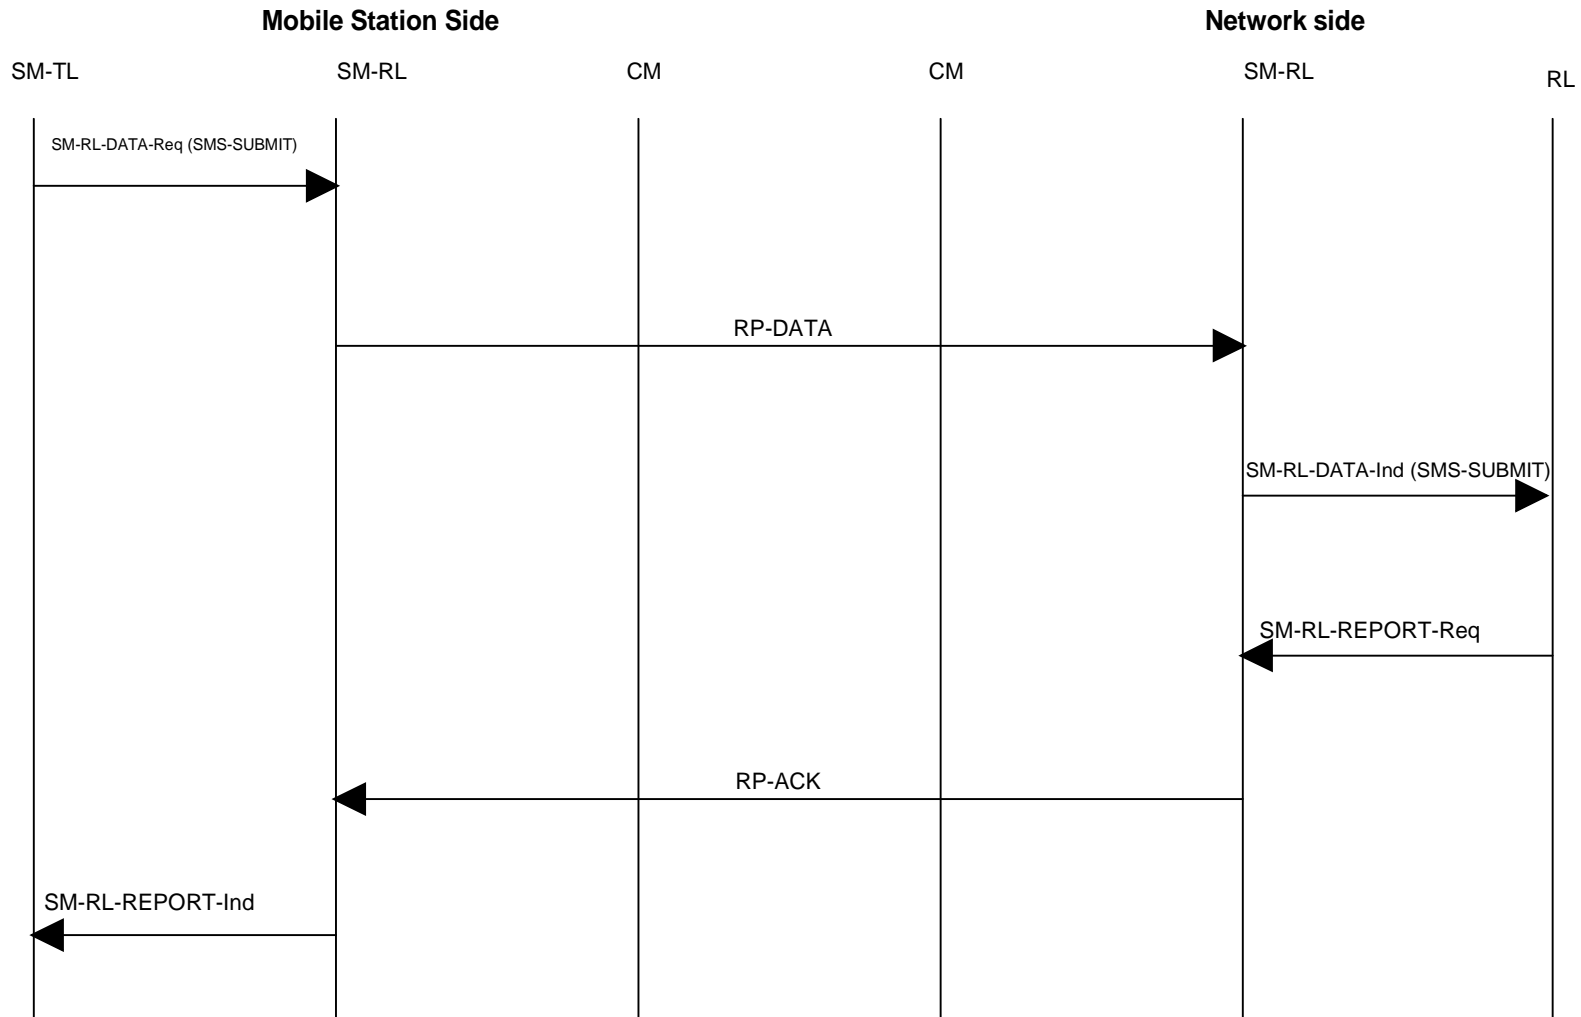 Mobile Station Side
Network side
SM-TL
SM-RL
CM
CM
SM-RL
RL
SM-RL-DATA-Req (SMS-SUBMIT)
RP-DATA
SM-RL-DATA-Ind (SMS-SUBMIT)
SM-RL-REPORT-Req
RP-ACK
SM-RL-REPORT-Ind